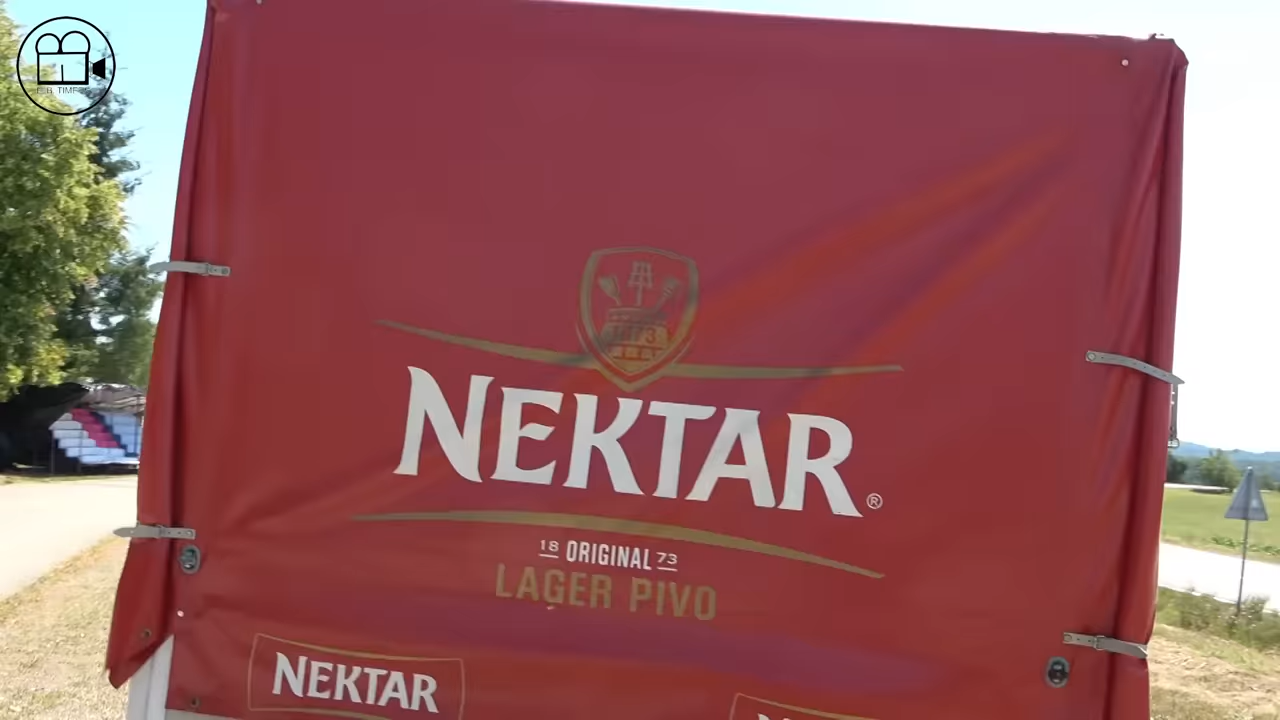 1873
NEKTAR®
18 ORIGINAL 73
LAGER PIVO
NEKTAR